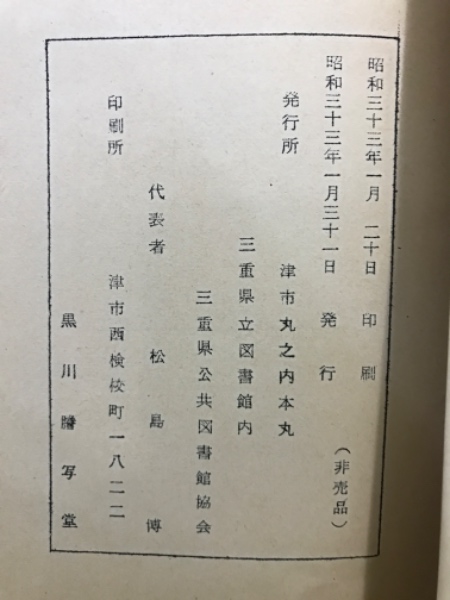 昭和三十三年一月 二十日 印刷
昭和三十三年一月三十一日 発行
(非売品)
発行所 津市丸之内本丸
三重県立図書館内
三重県公共図書館協会
代表者 松島博
印刷所 津市西検校町一八二二
黒川謄写堂